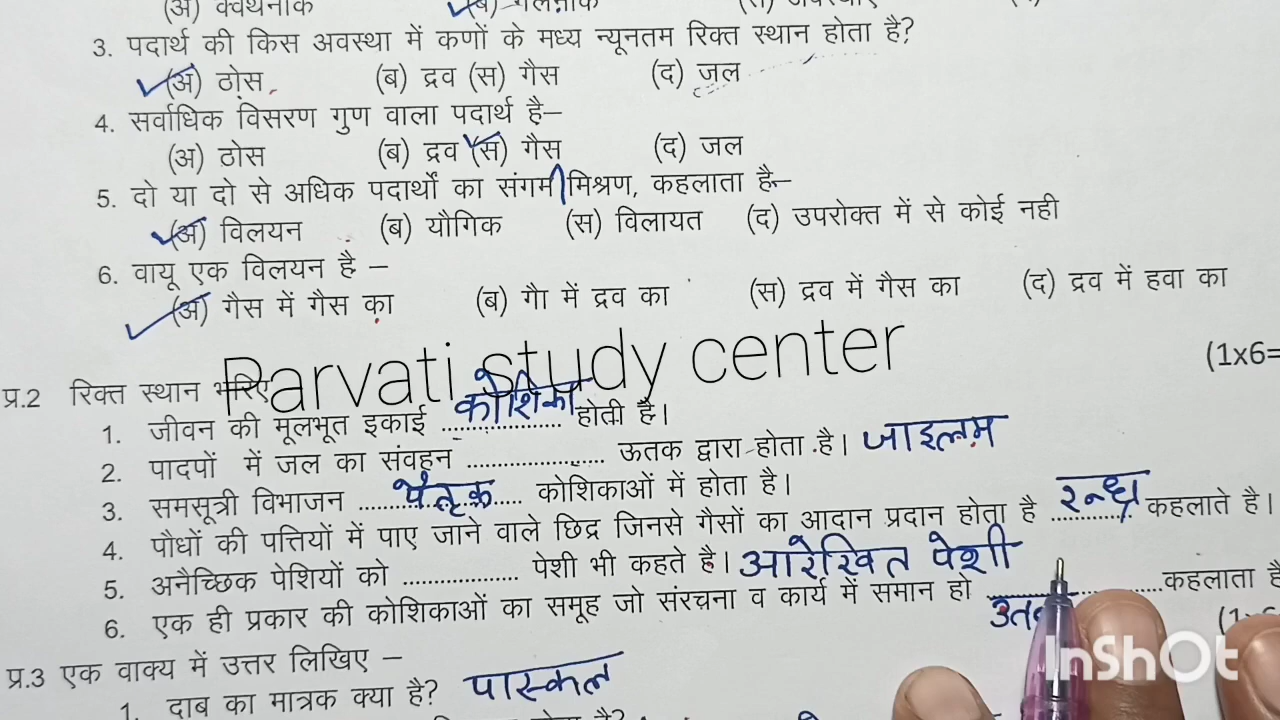 (अ) क्वथनांक (ब) गलनांक
3. पदार्थ की किस अवस्था में कणों के मध्य न्यूनतम रिक्त स्थान होता है?
(अ) ठोस (ब) द्रव (स) गैस (द) जल
4. सर्वाधिक विसरण गुण वाला पदार्थ है–
(अ) ठोस (ब) द्रव (स) गैस (द) जल
5. दो या दो से अधिक पदार्थों का संगम मिश्रण, कहलाता है–
(अ) विलयन (ब) यौगिक (स) विलायत (द) उपरोक्त में से कोई नही
6. वायू एक विलयन है –
(अ) गैस में गैस का (ब) गैा में द्रव का (स) द्रव में गैस का (द) द्रव में हवा का
Parvati study center
(1x6=
प्र.2 रिक्त स्थान भरिए
1. जीवन की मूलभूत इकाई कोशिका होती है।
2. पादपों में जल का संवहन .................... ऊतक द्वारा होता है। जाइलम
3. समसूत्री विभाजन पैतृक कोशिकाओं में होता है।
4. पौधों की पत्तियों में पाए जाने वाले छिद्र जिनसे गैसों का आदान प्रदान होता है रन्ध्र कहलाते है।
5. अनैच्छिक पेशियों को ................. पेशी भी कहते है। आरेखित पेशी
6. एक ही प्रकार की कोशिकाओं का समूह जो संरचना व कार्य में समान हो .................... कहलाता है
प्र.3 एक वाक्य में उत्तर लिखिए –
1. दाब का मात्रक क्या है? पास्कल
InShOt